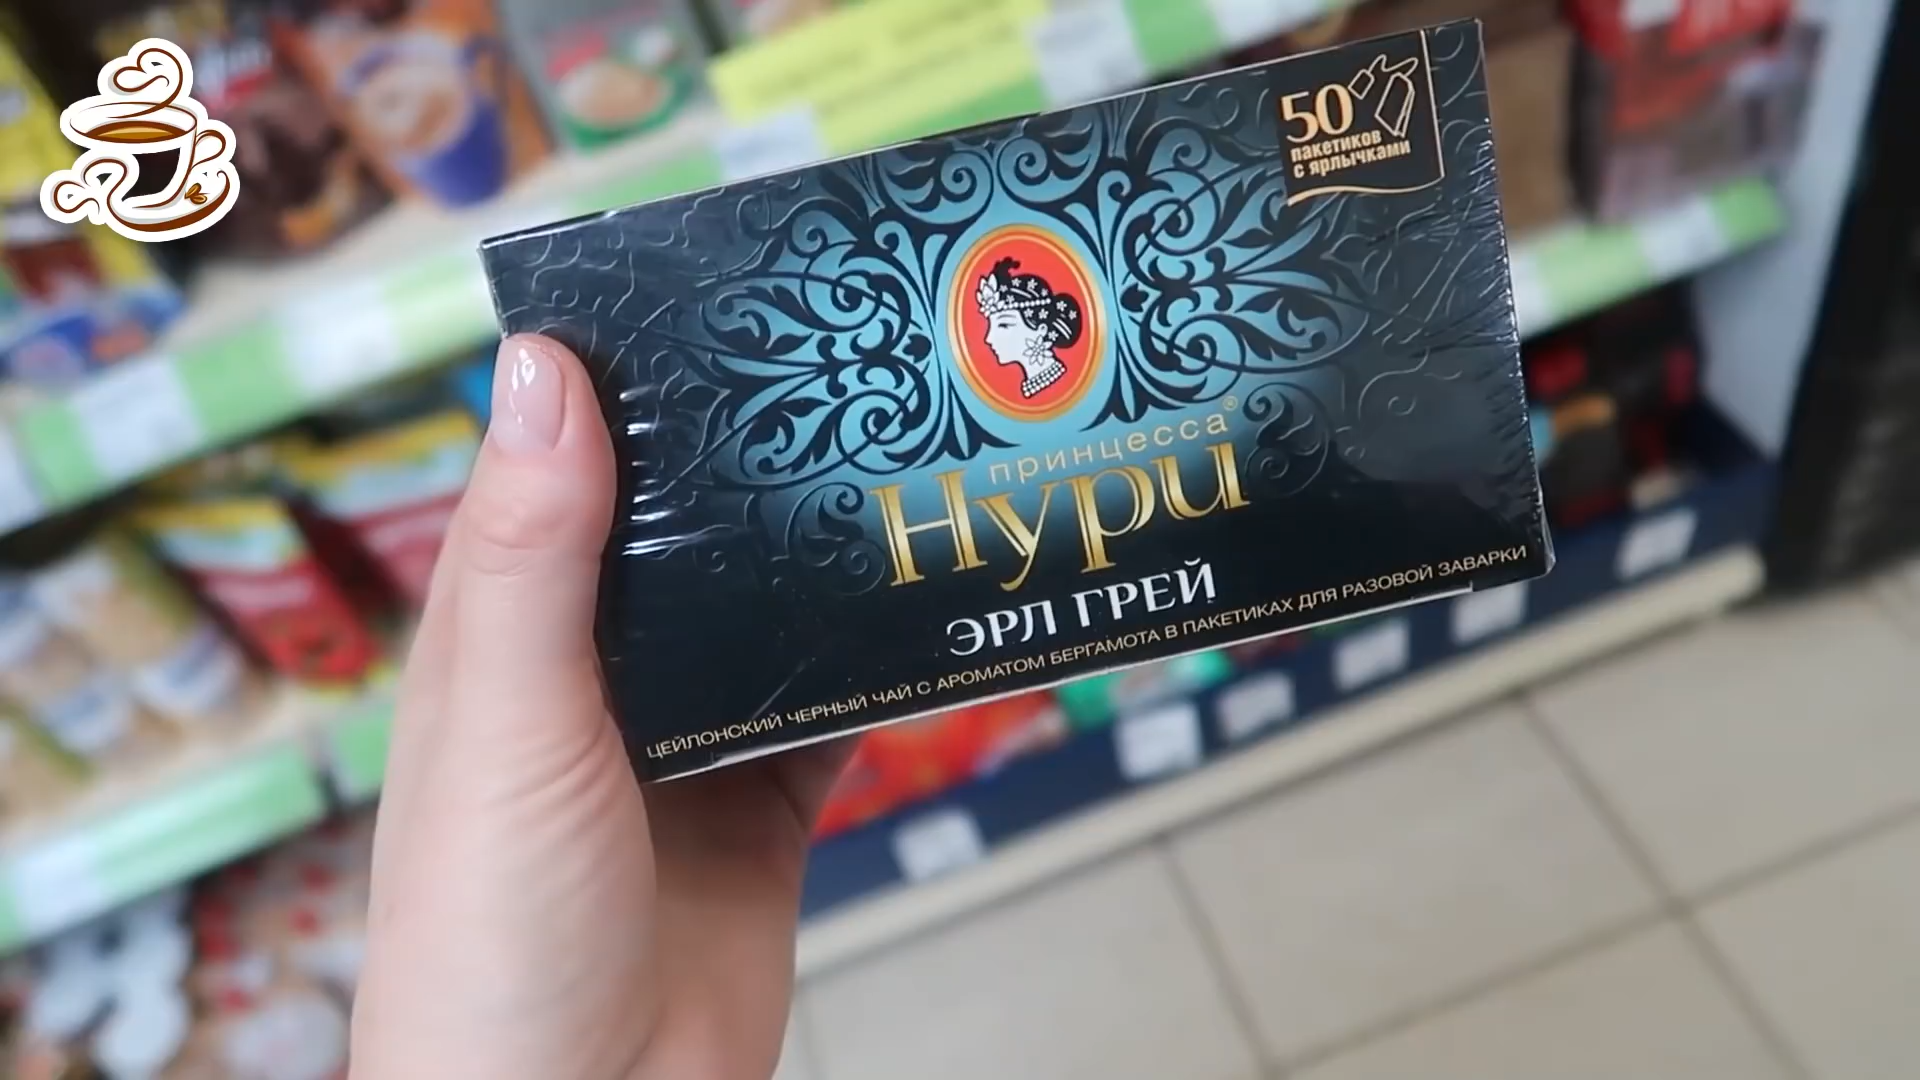 50
пакетиков
с ярлычками
принцесса®
Нури
ЭРЛ ГРЕЙ
ЦЕЙЛОНСКИЙ ЧЕРНЫЙ ЧАЙ С АРОМАТОМ БЕРГАМОТА В ПАКЕТИКАХ ДЛЯ РАЗОВОЙ ЗАВАРКИ